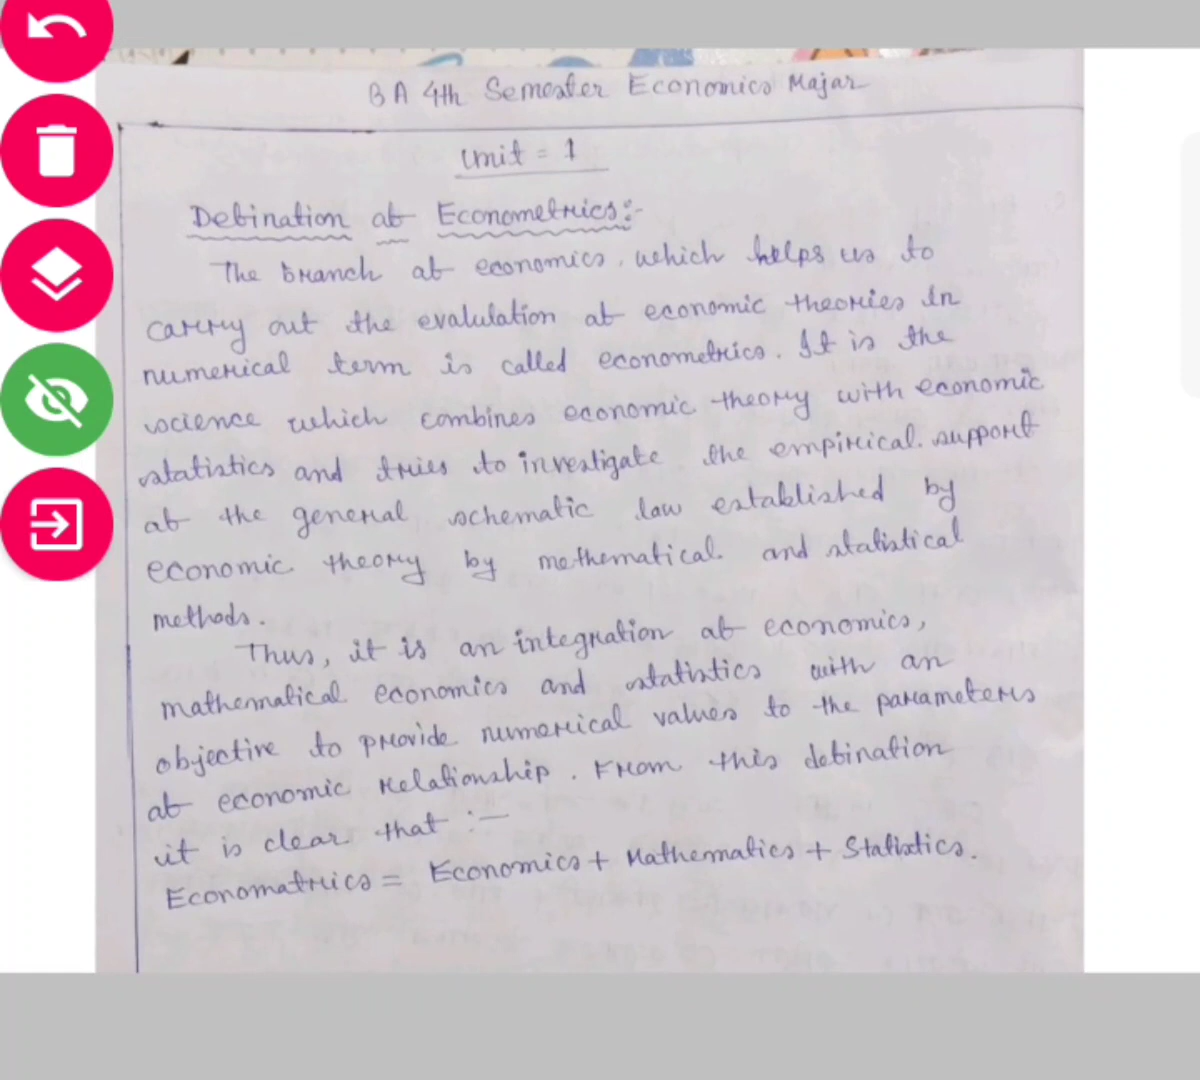 BA 4th Semester Economics Majar
Unit = 1
Debination ab Econometrics:-
The branch ab economics, which helps us to
carry out the evalulation ab economic theories in
numerical term is called econometrics. It is the
science which combines economic theory with economic
statistics and tries to investigate the empirical support
ab the general schematic law established by
economic theory by methematical and statistical
methods.
Thus, it is an integration ab economics,
mathematical economics and statistics with an
objective to provide numerical values to the parameters
ab economic relationship. From this debination
it is clear that :-
Economatrics = Economics + Mathematics + Statistics.